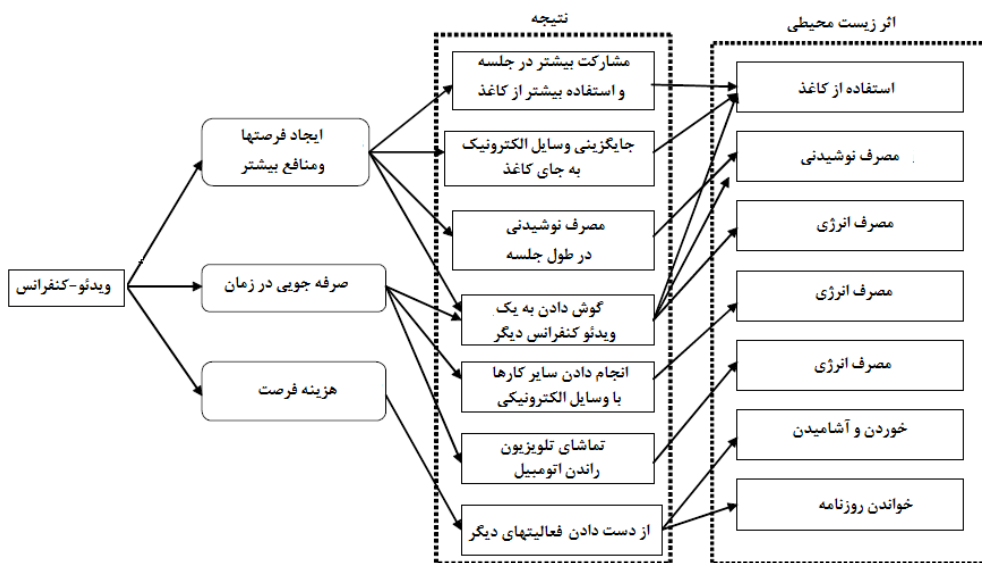 نتیجه
اثر زیست محیطی
ویدئو-کنفرانس
ایجاد فرصتها
ومنافع بیشتر
صرفه جویی در زمان
هزینه فرصت
مشارکت بیشتر در جلسه
و استفاده بیشتر از کاغذ
جایگزینی وسایل الکترونیک
به جای کاغذ
مصرف نوشیدنی
در طول جلسه
گوش دادن به یک
ویدئو کنفرانس دیگر
انجام دادن سایر کارها
با وسایل الکترونیکی
تماشای تلویزیون
راندن اتومبیل
از دست دادن فعالیتهای دیگر
استفاده از کاغذ
مصرف نوشیدنی
مصرف انرژی
مصرف انرژی
مصرف انرژی
خوردن و آشامیدن
خواندن روزنامه